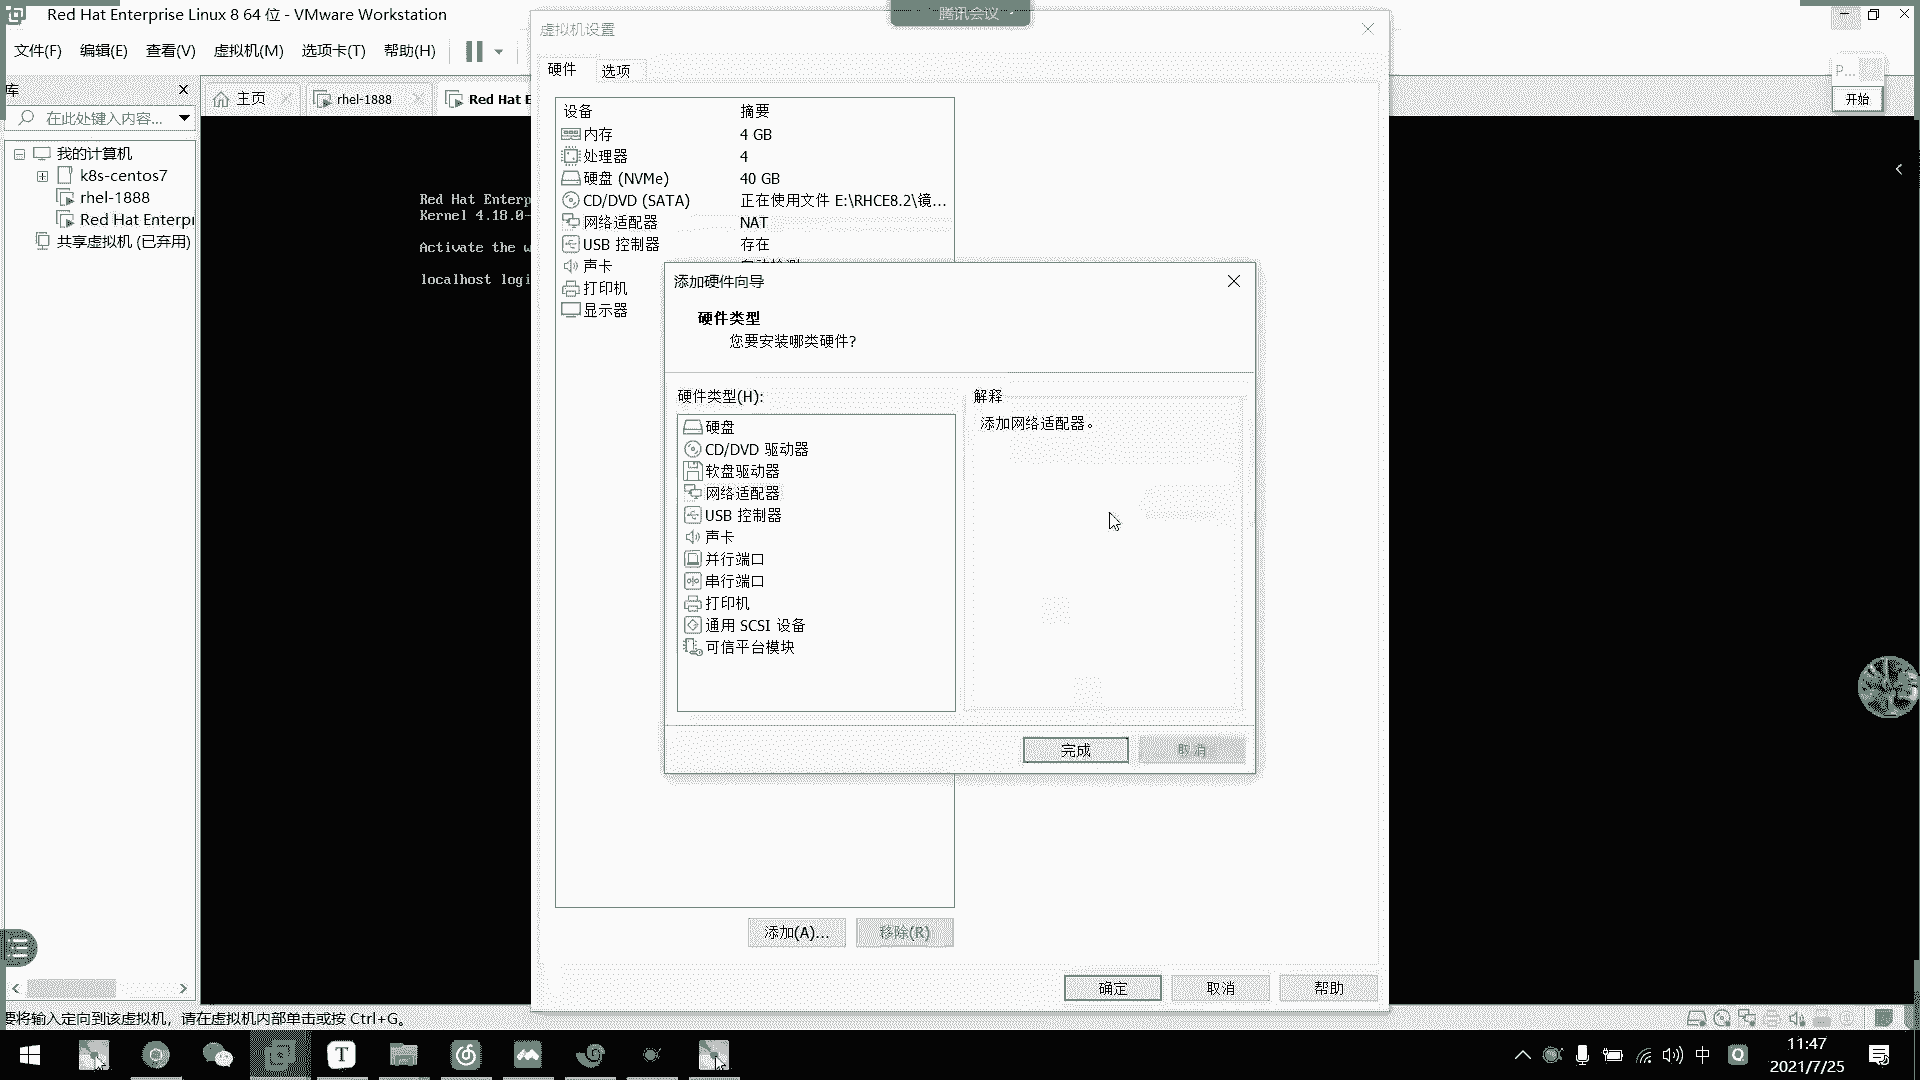 Red Hat Enterprise Linux 8 64 位 - VMware Workstation
腾讯会议
文件(F) 编辑(E) 查看(V) 虚拟机(M) 选项卡(T) 帮助(H)
库
在此处键入内容...
我的计算机
k8s-centos7
rhel-1888
Red Hat Enterpr
共享虚拟机 (已弃用)
主页
rhel-1888
Red Hat E
Red Hat Enterp
Kernel 4.18.0-
Activate the w
localhost logi
虚拟机设置
硬件 选项
设备 摘要
内存 4 GB
处理器 4
硬盘 (NVMe) 40 GB
CD/DVD (SATA) 正在使用文件 E:\RHCE8.2\镜...
网络适配器 NAT
USB 控制器 存在
声卡 自动检测
打印机
显示器
添加硬件向导
硬件类型
您要安装哪类硬件?
硬件类型(H):
硬盘
CD/DVD 驱动器
软盘驱动器
网络适配器
USB 控制器
声卡
并行端口
串行端口
打印机
通用 SCSI 设备
可信平台模块
解释
添加网络适配器。
完成 取消
添加(A)... 移除(R)
确定 取消 帮助
P...
开始
要将输入定向到该虚拟机，请在虚拟机内部单击或按 Ctrl+G。
T
中
11:47
2021/7/25